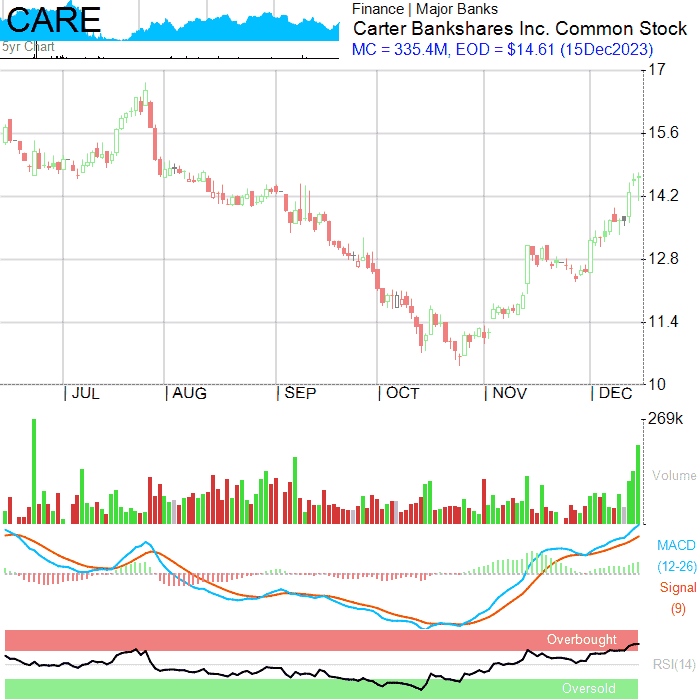 CARE
5yr Chart
Finance | Major Banks
Carter Bankshares Inc. Common Stock
MC = 335.4M, EOD = $14.61 (15Dec2023)
17
15.6
14.2
12.8
11.4
10
| JUL | AUG | SEP | OCT | NOV | DEC
269k
Volume
MACD
(12-26)
Signal
(9)
Overbought
RSI(14)
Oversold